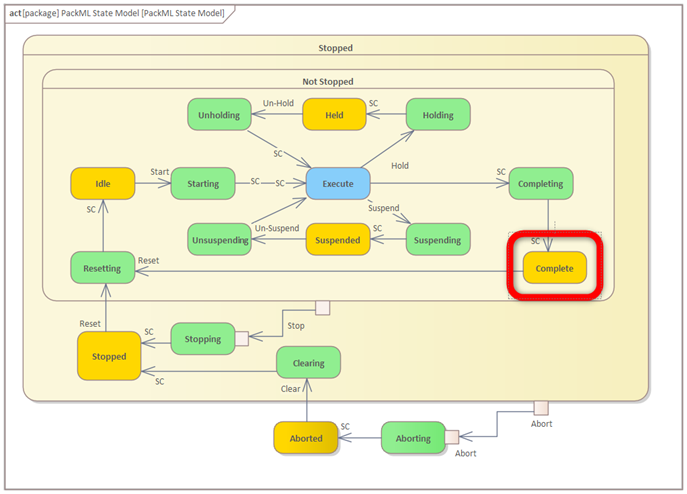 act [package] PackML State Model [PackML State Model]
Stopped
Not Stopped
Unholding
Un-Hold
Held
SC
Holding
SC
Hold
Idle
Start
Starting
SC
SC
Execute
SC
Completing
SC
Un-Suspend
Suspend
Unsuspending
Suspended
SC
Suspending
SC
Resetting
Reset
Complete
Reset
Stop
Stopped
SC
Stopping
SC
Clearing
Clear
Aborted
SC
Aborting
Abort
Abort